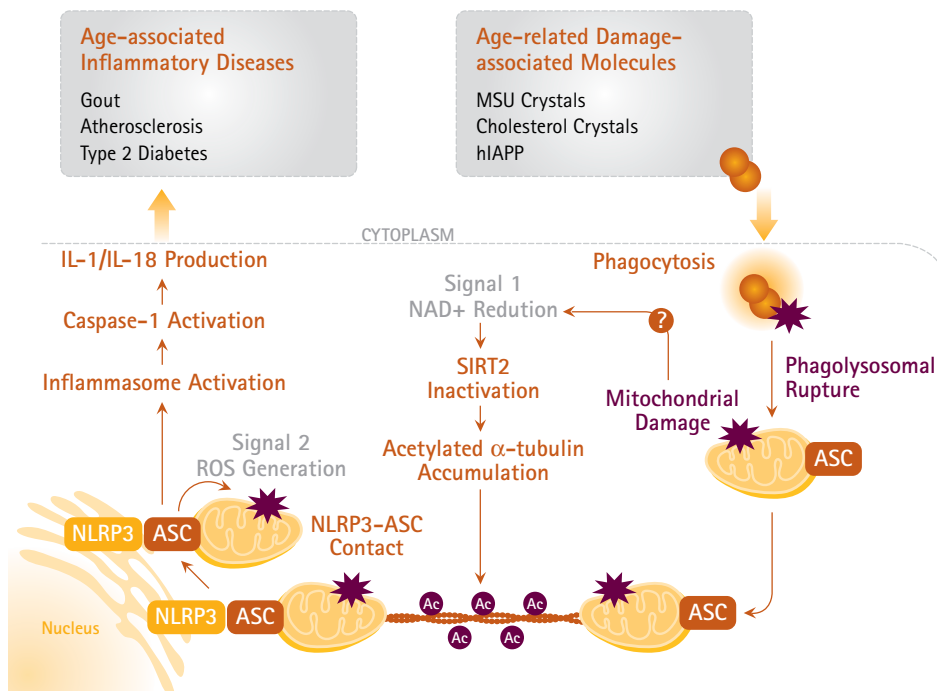 Age-associated
Inflammatory Diseases
Gout
Atherosclerosis
Type 2 Diabetes
Age-related Damage-
associated Molecules
MSU Crystals
Cholesterol Crystals
hIAPP
CYTOPLASM
IL-1/IL-18 Production
Caspase-1 Activation
Inflammasome Activation
Signal 2
ROS Generation
NLRP3
ASC
NLRP3-ASC
Contact
NLRP3
ASC
Nucleus
Signal 1
NAD+ Redution
SIRT2
Inactivation
Acetylated α-tubulin
Accumulation
Ac
Ac
Ac
Ac
Ac
Phagocytosis
?
Mitochondrial
Damage
Phagolysosomal
Rupture
ASC
ASC